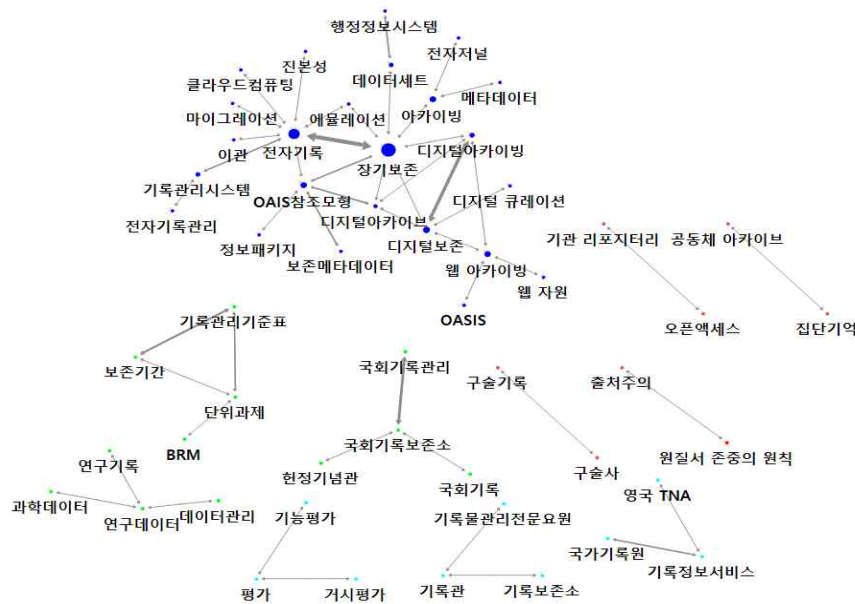 행정정보시스템
전자저널
진본성
클라우드컴퓨팅
데이터세트
메타데이터
마이그레이션
에뮬레이션
아카이빙
이관
전자기록
장기보존
디지털아카이빙
기록관리시스템
OAIS참조모형
디지털 큐레이션
전자기록관리
디지털아카이브
정보패키지
디지털보존
보존메타데이터
웹 아카이빙
웹 자원
OASIS
기관 리포지터리
공동체 아카이브
오픈액세스
집단기억
기록관리기준표
보존기간
단위과제
BRM
국회기록관리
국회기록보존소
헌정기념관
국회기록
구술기록
구술사
출처주의
원질서 존중의 원칙
연구기록
과학데이터
연구데이터
데이터관리
기능평가
평가
거시평가
기록물관리전문요원
기록관
기록보존소
영국 TNA
국가기록원
기록정보서비스